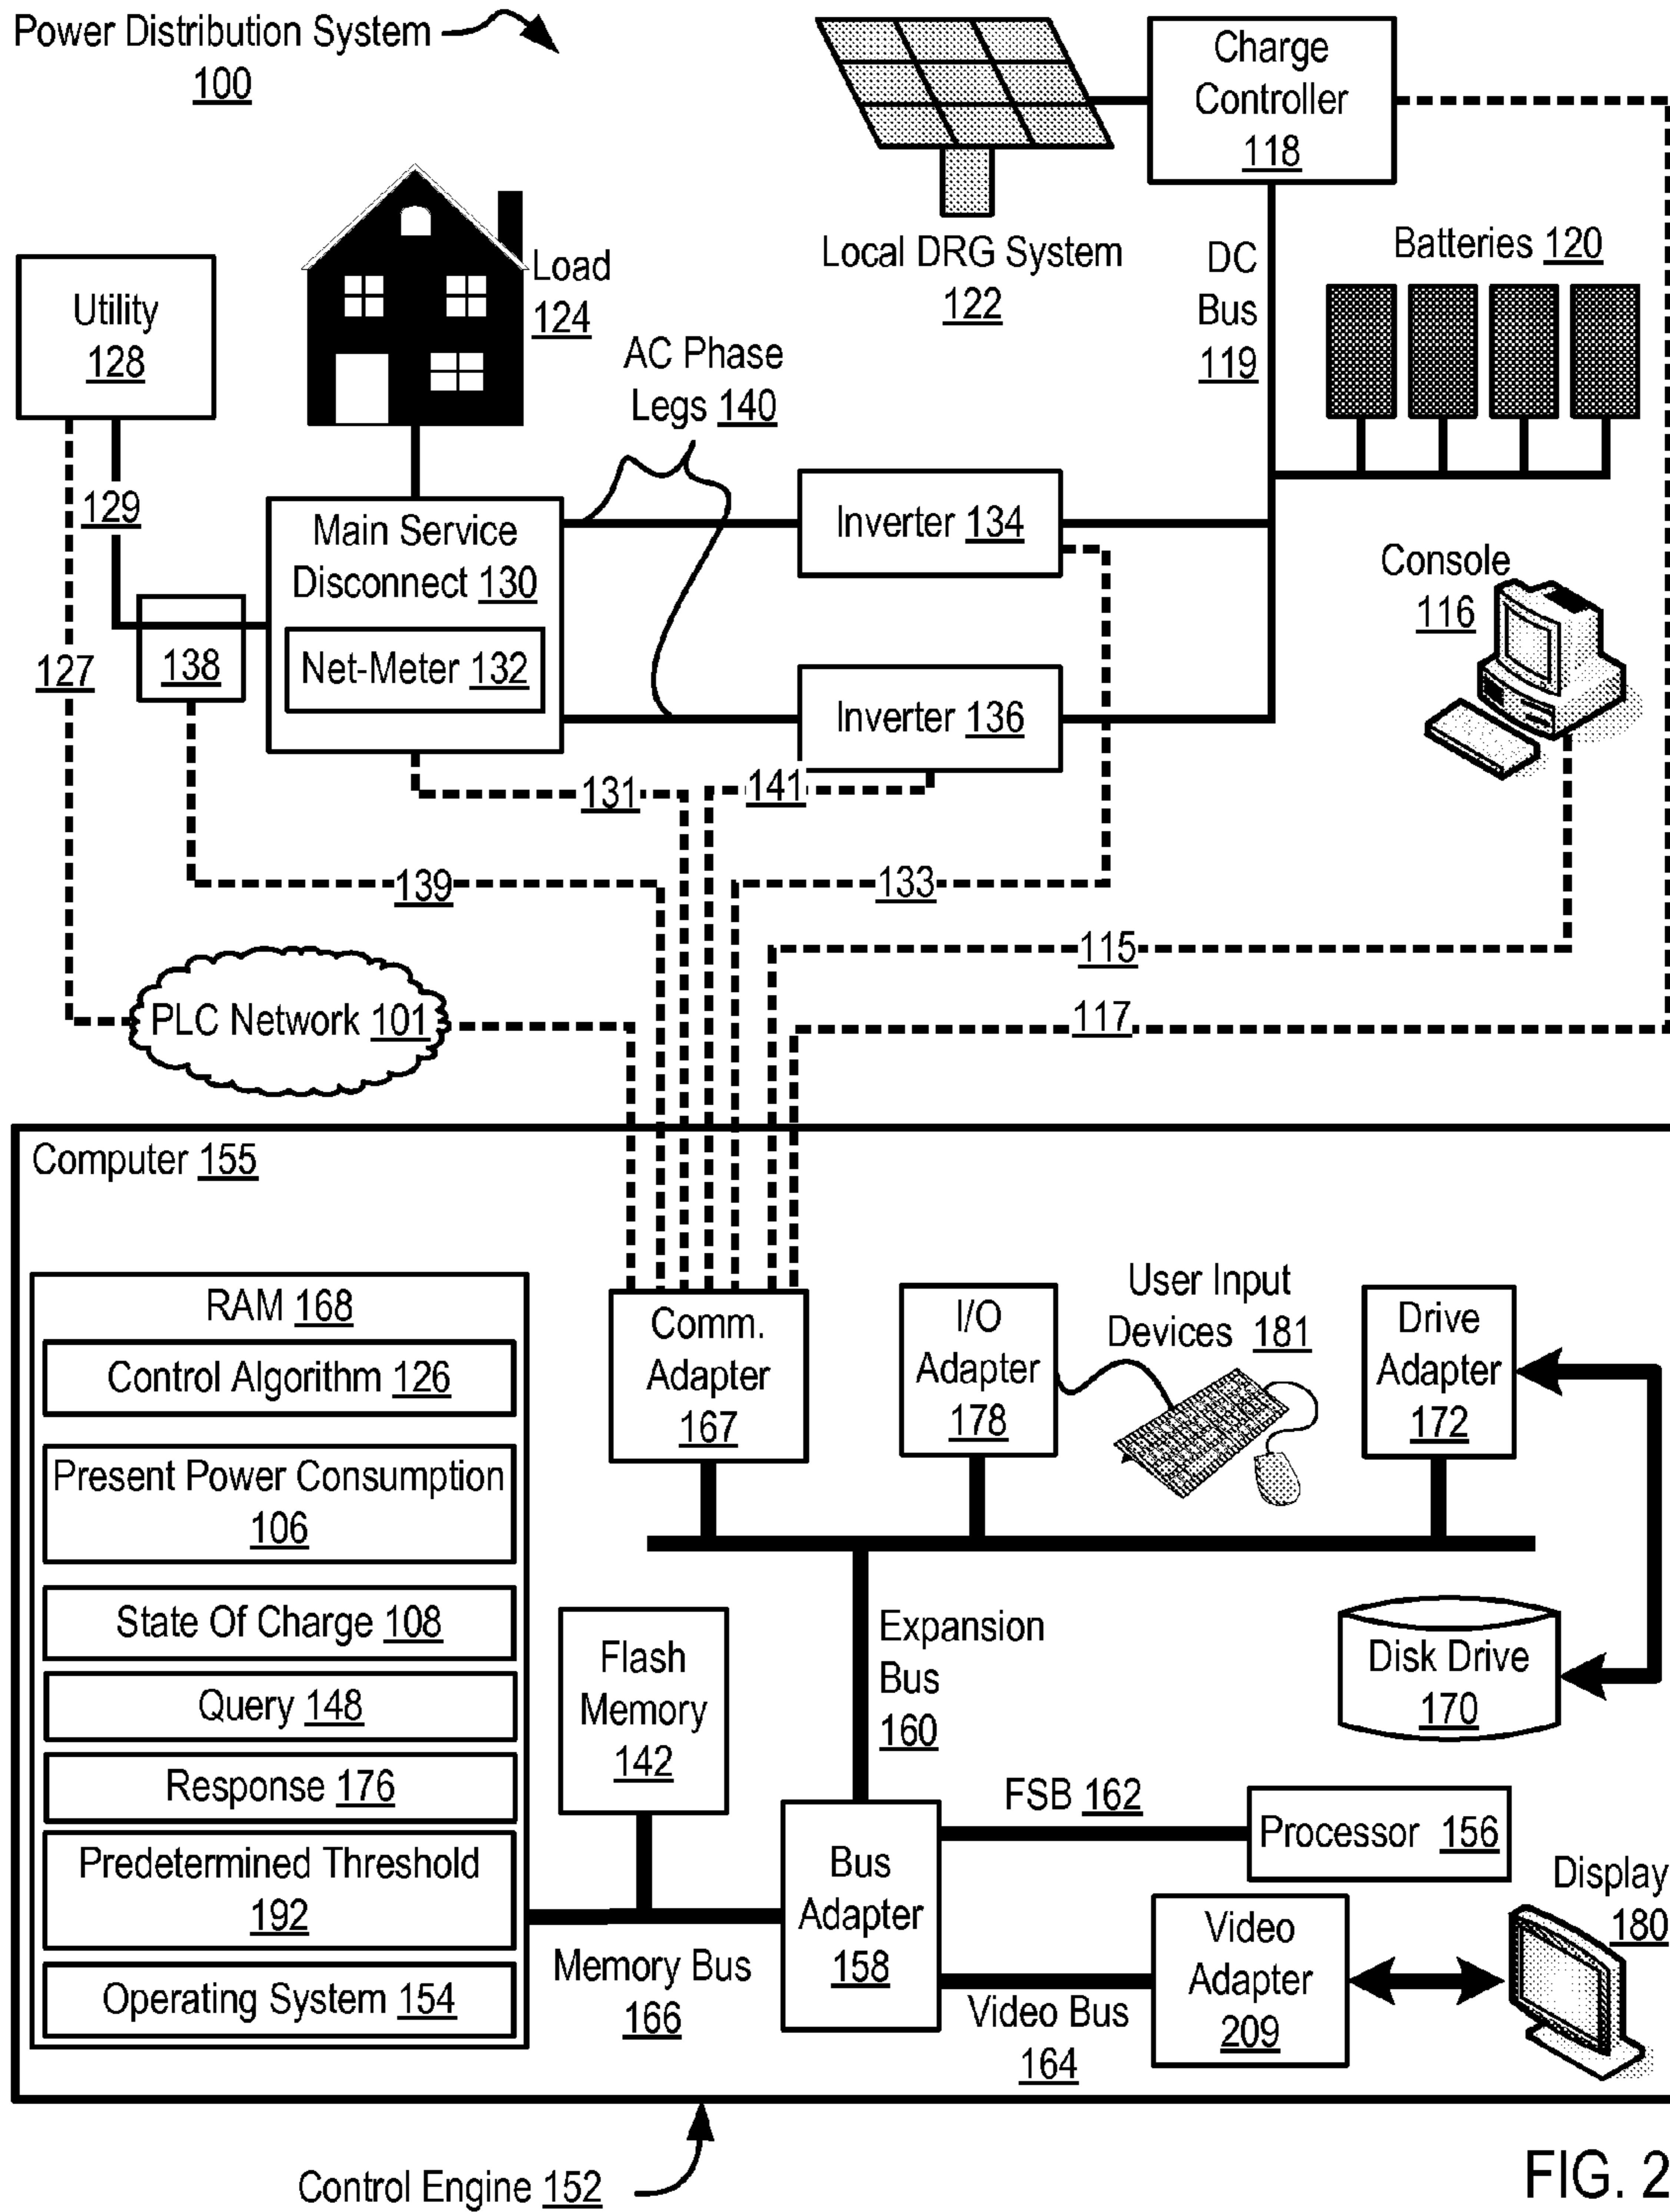 Power Distribution System
100
Charge
Controller
118
Local DRG System
122
DC
Bus
119
Batteries 120
Load
124
Utility
128
AC Phase
Legs 140
129
Main Service
Disconnect 130
Net-Meter 132
Inverter 134
Inverter 136
Console
116
127
138
131
141
139
133
115
PLC Network 101
117
Computer 155
RAM 168
Control Algorithm 126
Present Power Consumption
106
State Of Charge 108
Query 148
Response 176
Predetermined Threshold
192
Operating System 154
Comm.
Adapter
167
I/O
Adapter
178
User Input
Devices 181
Drive
Adapter
172
Flash
Memory
142
Expansion
Bus
160
Disk Drive
170
FSB 162
Processor 156
Bus
Adapter
158
Memory Bus
166
Video Bus
164
Video
Adapter
209
Display
180
Control Engine 152
FIG. 2